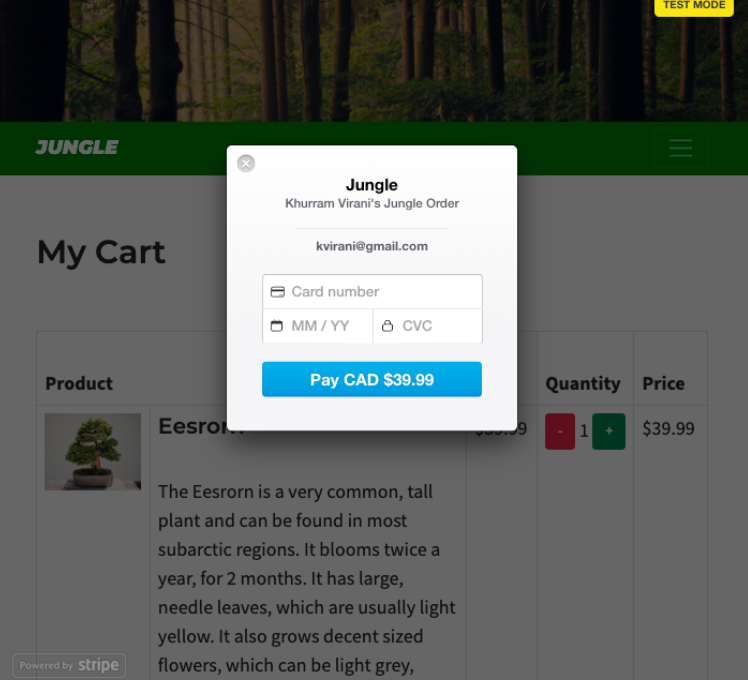 TEST MODE
JUNGLE
Jungle
Khurram Virani's Jungle Order
kvirani@gmail.com
Card number
MM / YY
CVC
Pay CAD $39.99
My Cart
Product
Quantity
Price
$39.99
-
1
+
$39.99
The Eesrorn is a very common, tall
plant and can be found in most
subarctic regions. It blooms twice a
year, for 2 months. It has large,
needle leaves, which are usually light
yellow. It also grows decent sized
flowers, which can be light grey,
Powered by stripe